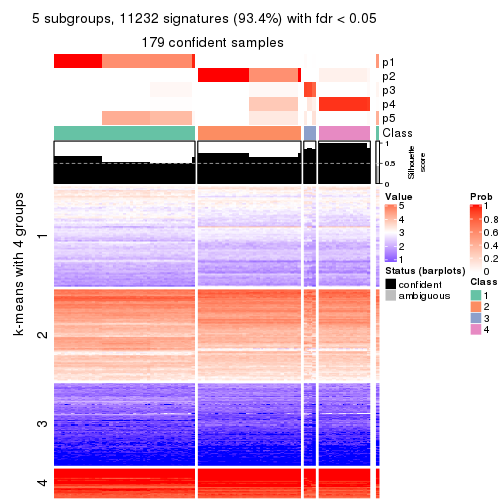 5 subgroups, 11232 signatures (93.4%) with fdr < 0.05
179 confident samples
p1
p2
p3
p4
p5
Class
1
0.5
0
Silhouette
score
k-means with 4 groups
1
2
3
4
Value
5
4
3
2
1
Status (barplots)
confident
ambiguous
Prob
1
0.8
0.6
0.4
0.2
0
Class
1
2
3
4